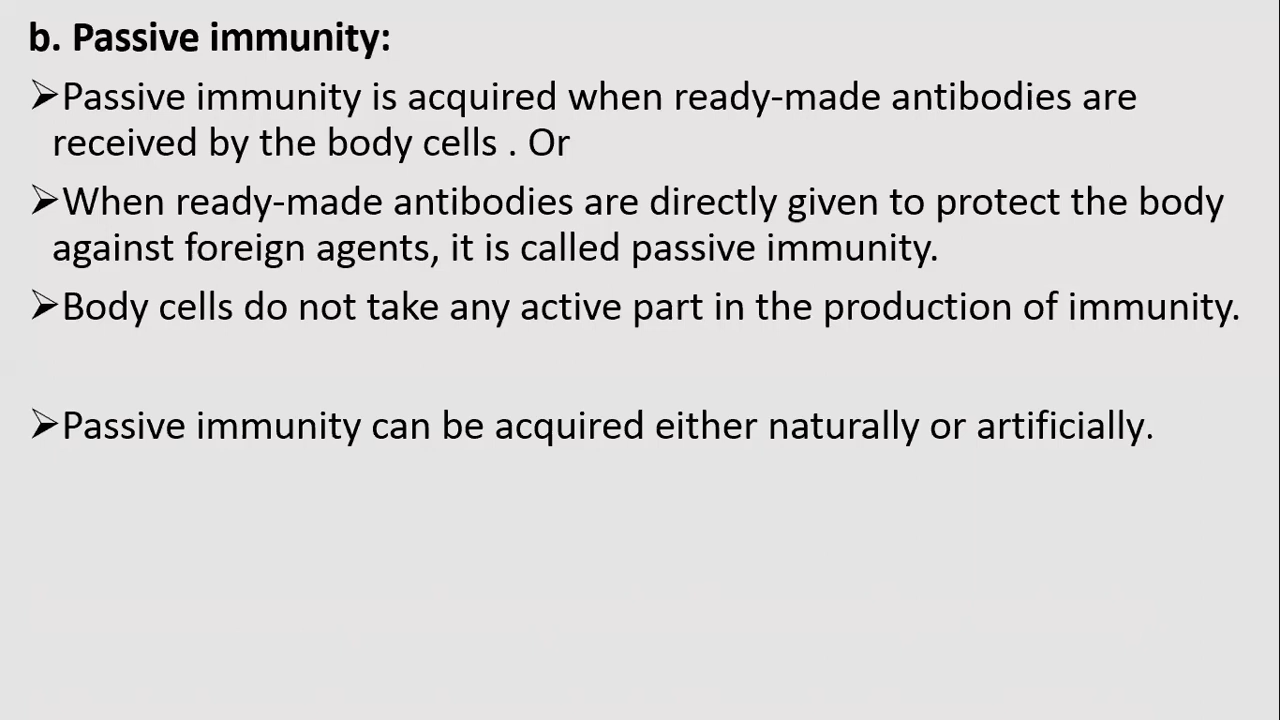 b. Passive immunity:
➢Passive immunity is acquired when ready-made antibodies are
received by the body cells . Or
➢When ready-made antibodies are directly given to protect the body
against foreign agents, it is called passive immunity.
➢Body cells do not take any active part in the production of immunity.
➢Passive immunity can be acquired either naturally or artificially.